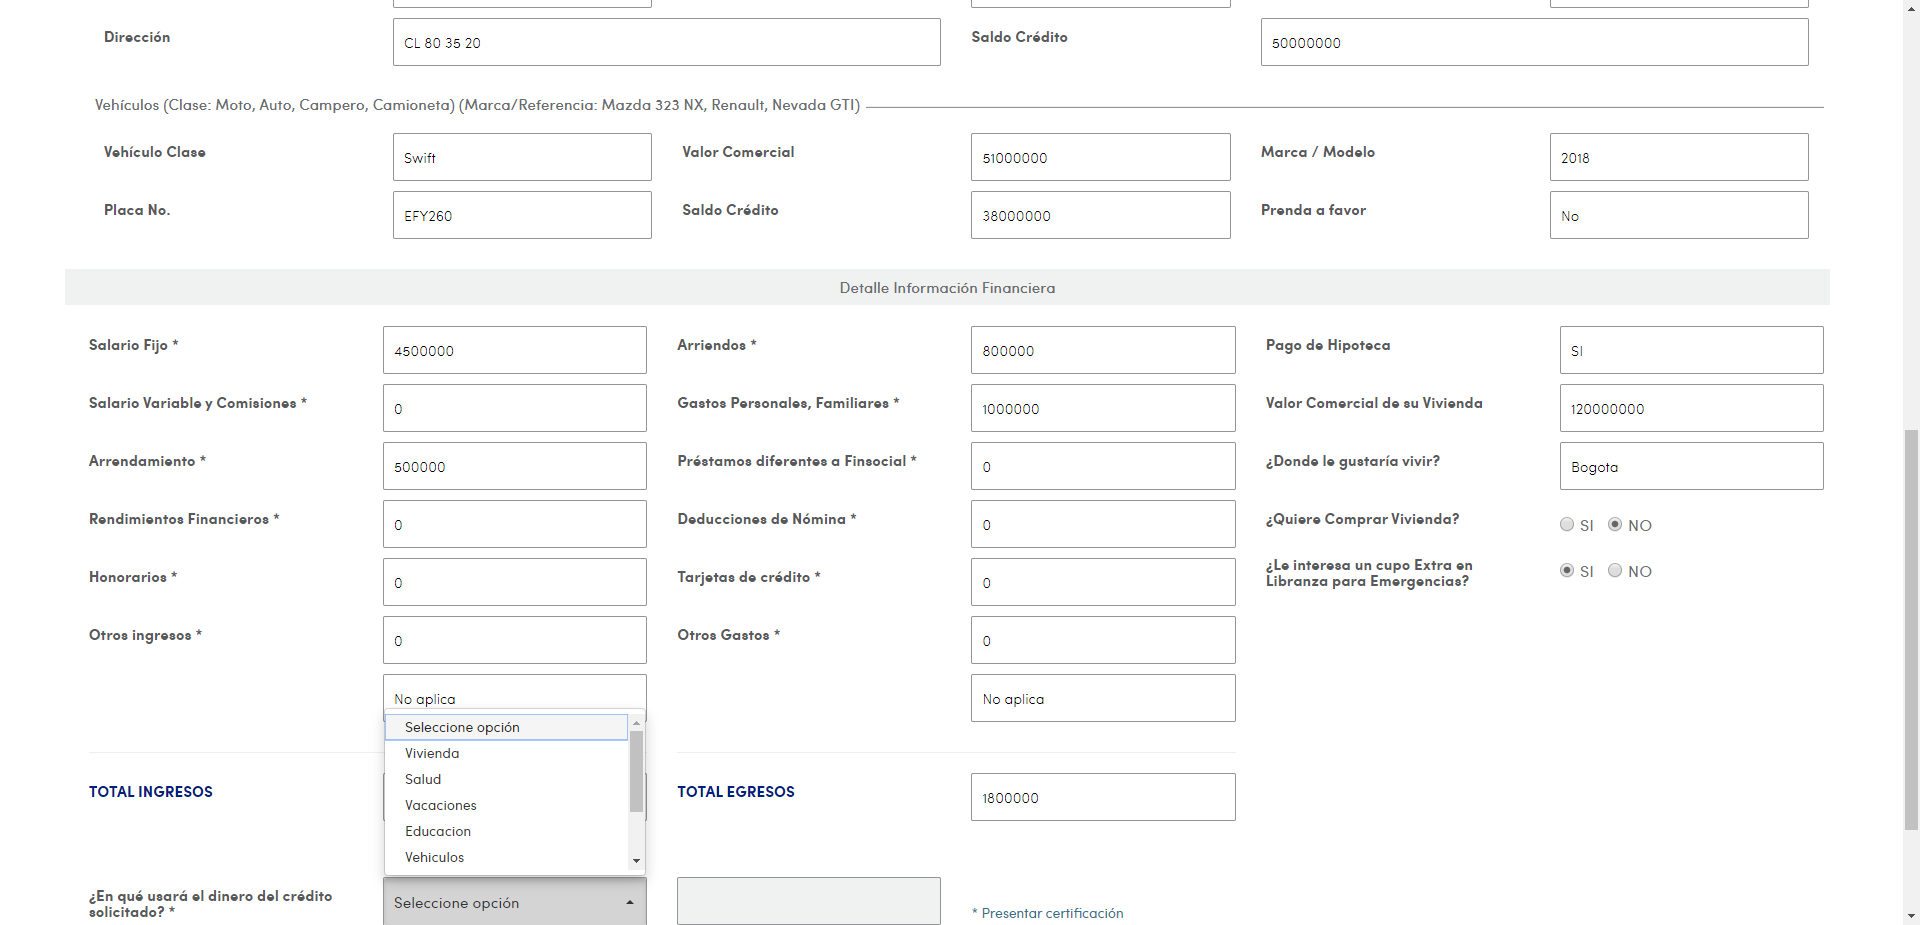 Dirección
CL 80 35 20
Saldo Crédito
50000000
Vehículos (Clase: Moto, Auto, Campero, Camioneta) (Marca/Referencia: Mazda 323 NX, Renault, Nevada GTI)
Vehículo Clase
Swift
Valor Comercial
51000000
Marca / Modelo
2018
Placa No.
EFY260
Saldo Crédito
38000000
Prenda a favor
No
Detalle Información Financiera
Salario Fijo *
4500000
Arriendos *
800000
Pago de Hipoteca
SI
Salario Variable y Comisiones *
0
Gastos Personales, Familiares *
1000000
Valor Comercial de su Vivienda
120000000
Arrendamiento *
500000
Préstamos diferentes a Finsocial *
0
¿Donde le gustaría vivir?
Bogota
Rendimientos Financieros *
0
Deducciones de Nómina *
0
¿Quiere Comprar Vivienda?
SI NO
Honorarios *
0
Tarjetas de crédito *
0
¿Le interesa un cupo Extra en
Libranza para Emergencias?
SI NO
Otros ingresos *
0
Otros Gastos *
0
No aplica
No aplica
Seleccione opción
Vivienda
Salud
Vacaciones
Educacion
Vehiculos
TOTAL INGRESOS
TOTAL EGRESOS
1800000
¿En qué usará el dinero del crédito
solicitado? *
Seleccione opción
* Presentar certificación